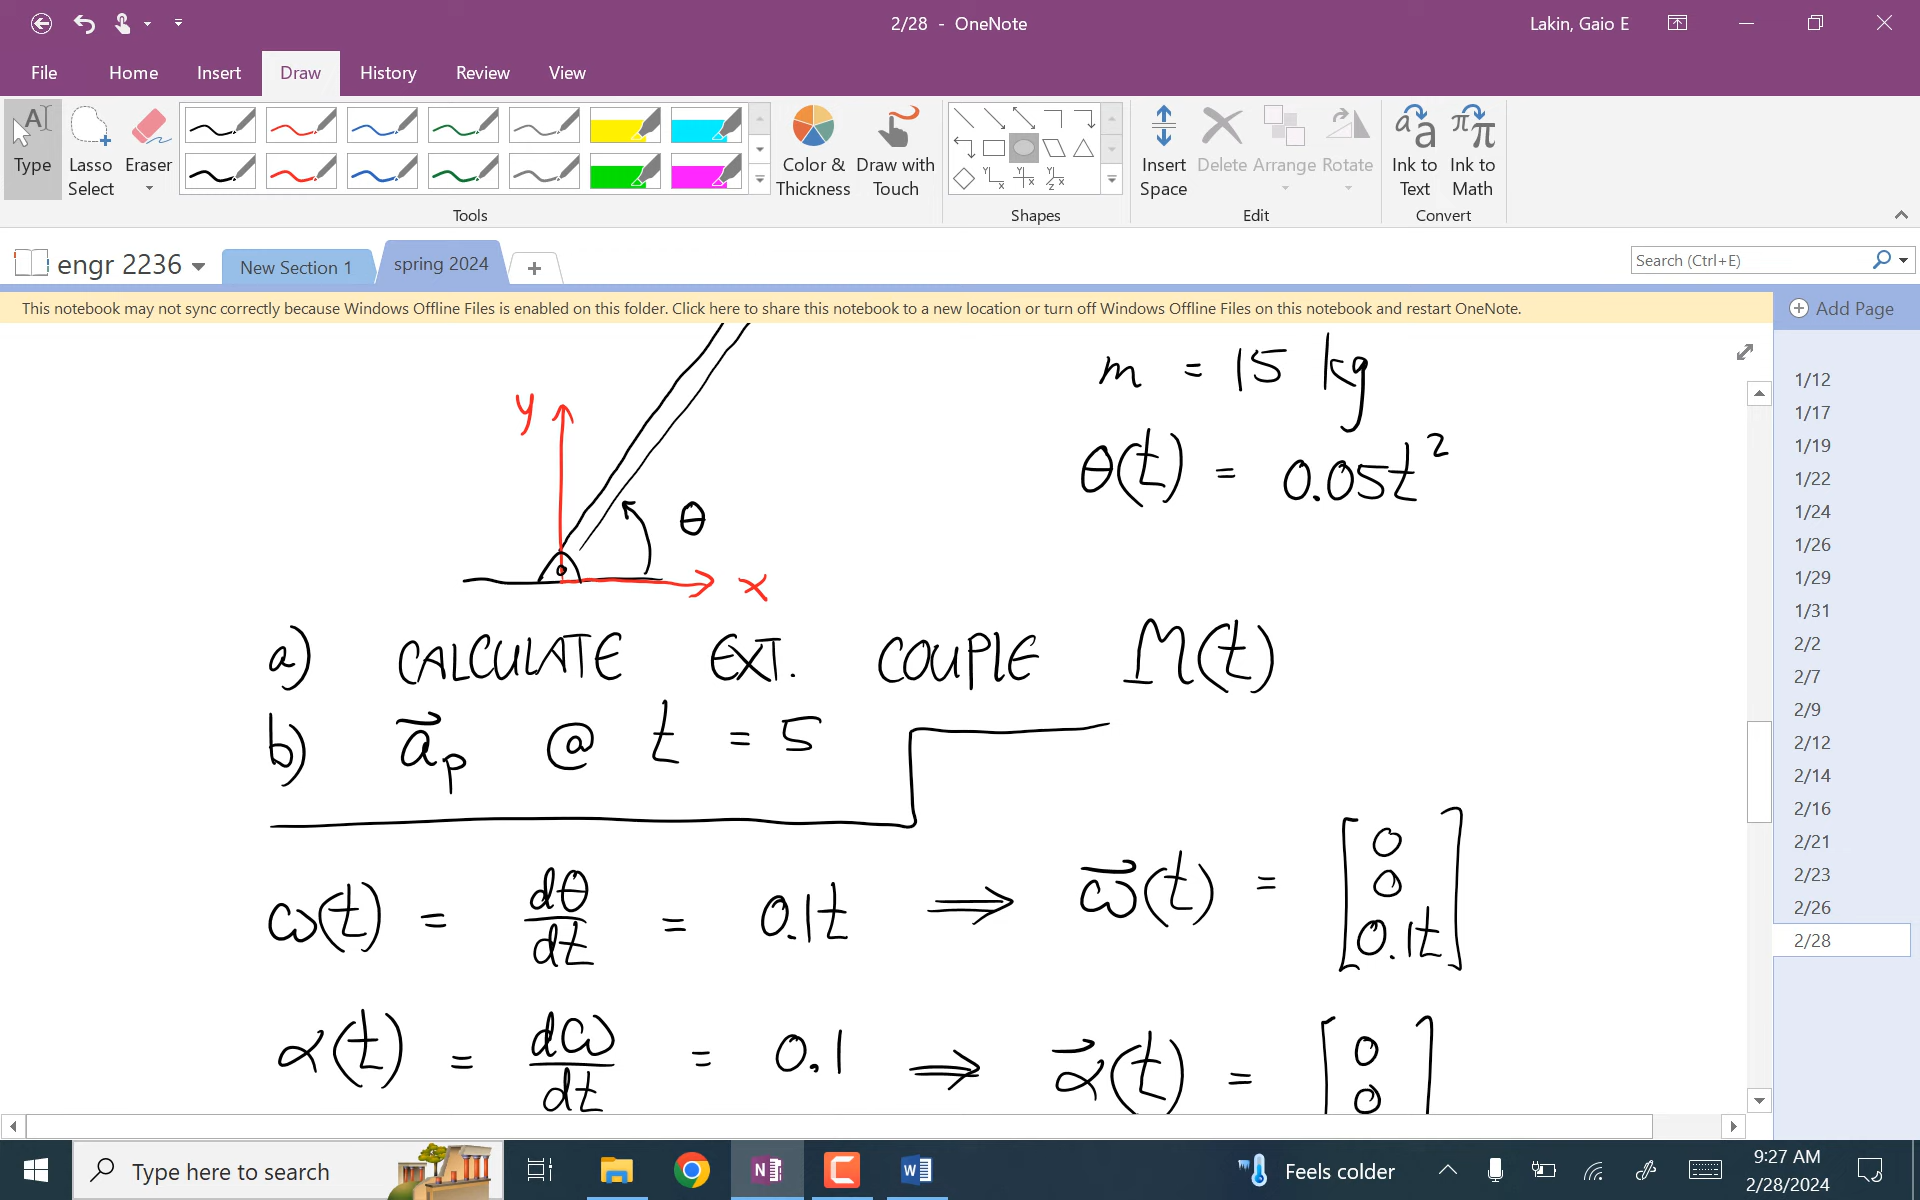 2/28 - OneNote
Lakin, Gaio E
File Home Insert Draw History Review View
Type
Lasso Select
Eraser
Color & Thickness
Draw with Touch
Insert Space
Delete
Arrange
Rotate
Ink to Text
Ink to Math
Tools
Shapes
Edit
Convert
engr 2236
New Section 1
spring 2024
Search (Ctrl+E)
This notebook may not sync correctly because Windows Offline Files is enabled on this folder. Click here to share this notebook to a new location or turn off Windows Offline Files on this notebook and restart OneNote.
Add Page
1/12
1/17
1/19
1/22
1/24
1/26
1/29
1/31
2/2
2/7
2/9
2/12
2/14
2/16
2/21
2/23
2/26
2/28
m = 15 kg
θ(t) = 0.05t²
y
θ
x
a) CALCULATE EXT. COUPLE M(t)
b) a⃗p @ t = 5
ω(t) = dθ/dt = 0.1t ⟹ ω⃗(t) = [0 0 0.1t]
α(t) = dω/dt = 0.1 ⟹ α⃗(t) = [0 0
Type here to search
Feels colder
9:27 AM
2/28/2024